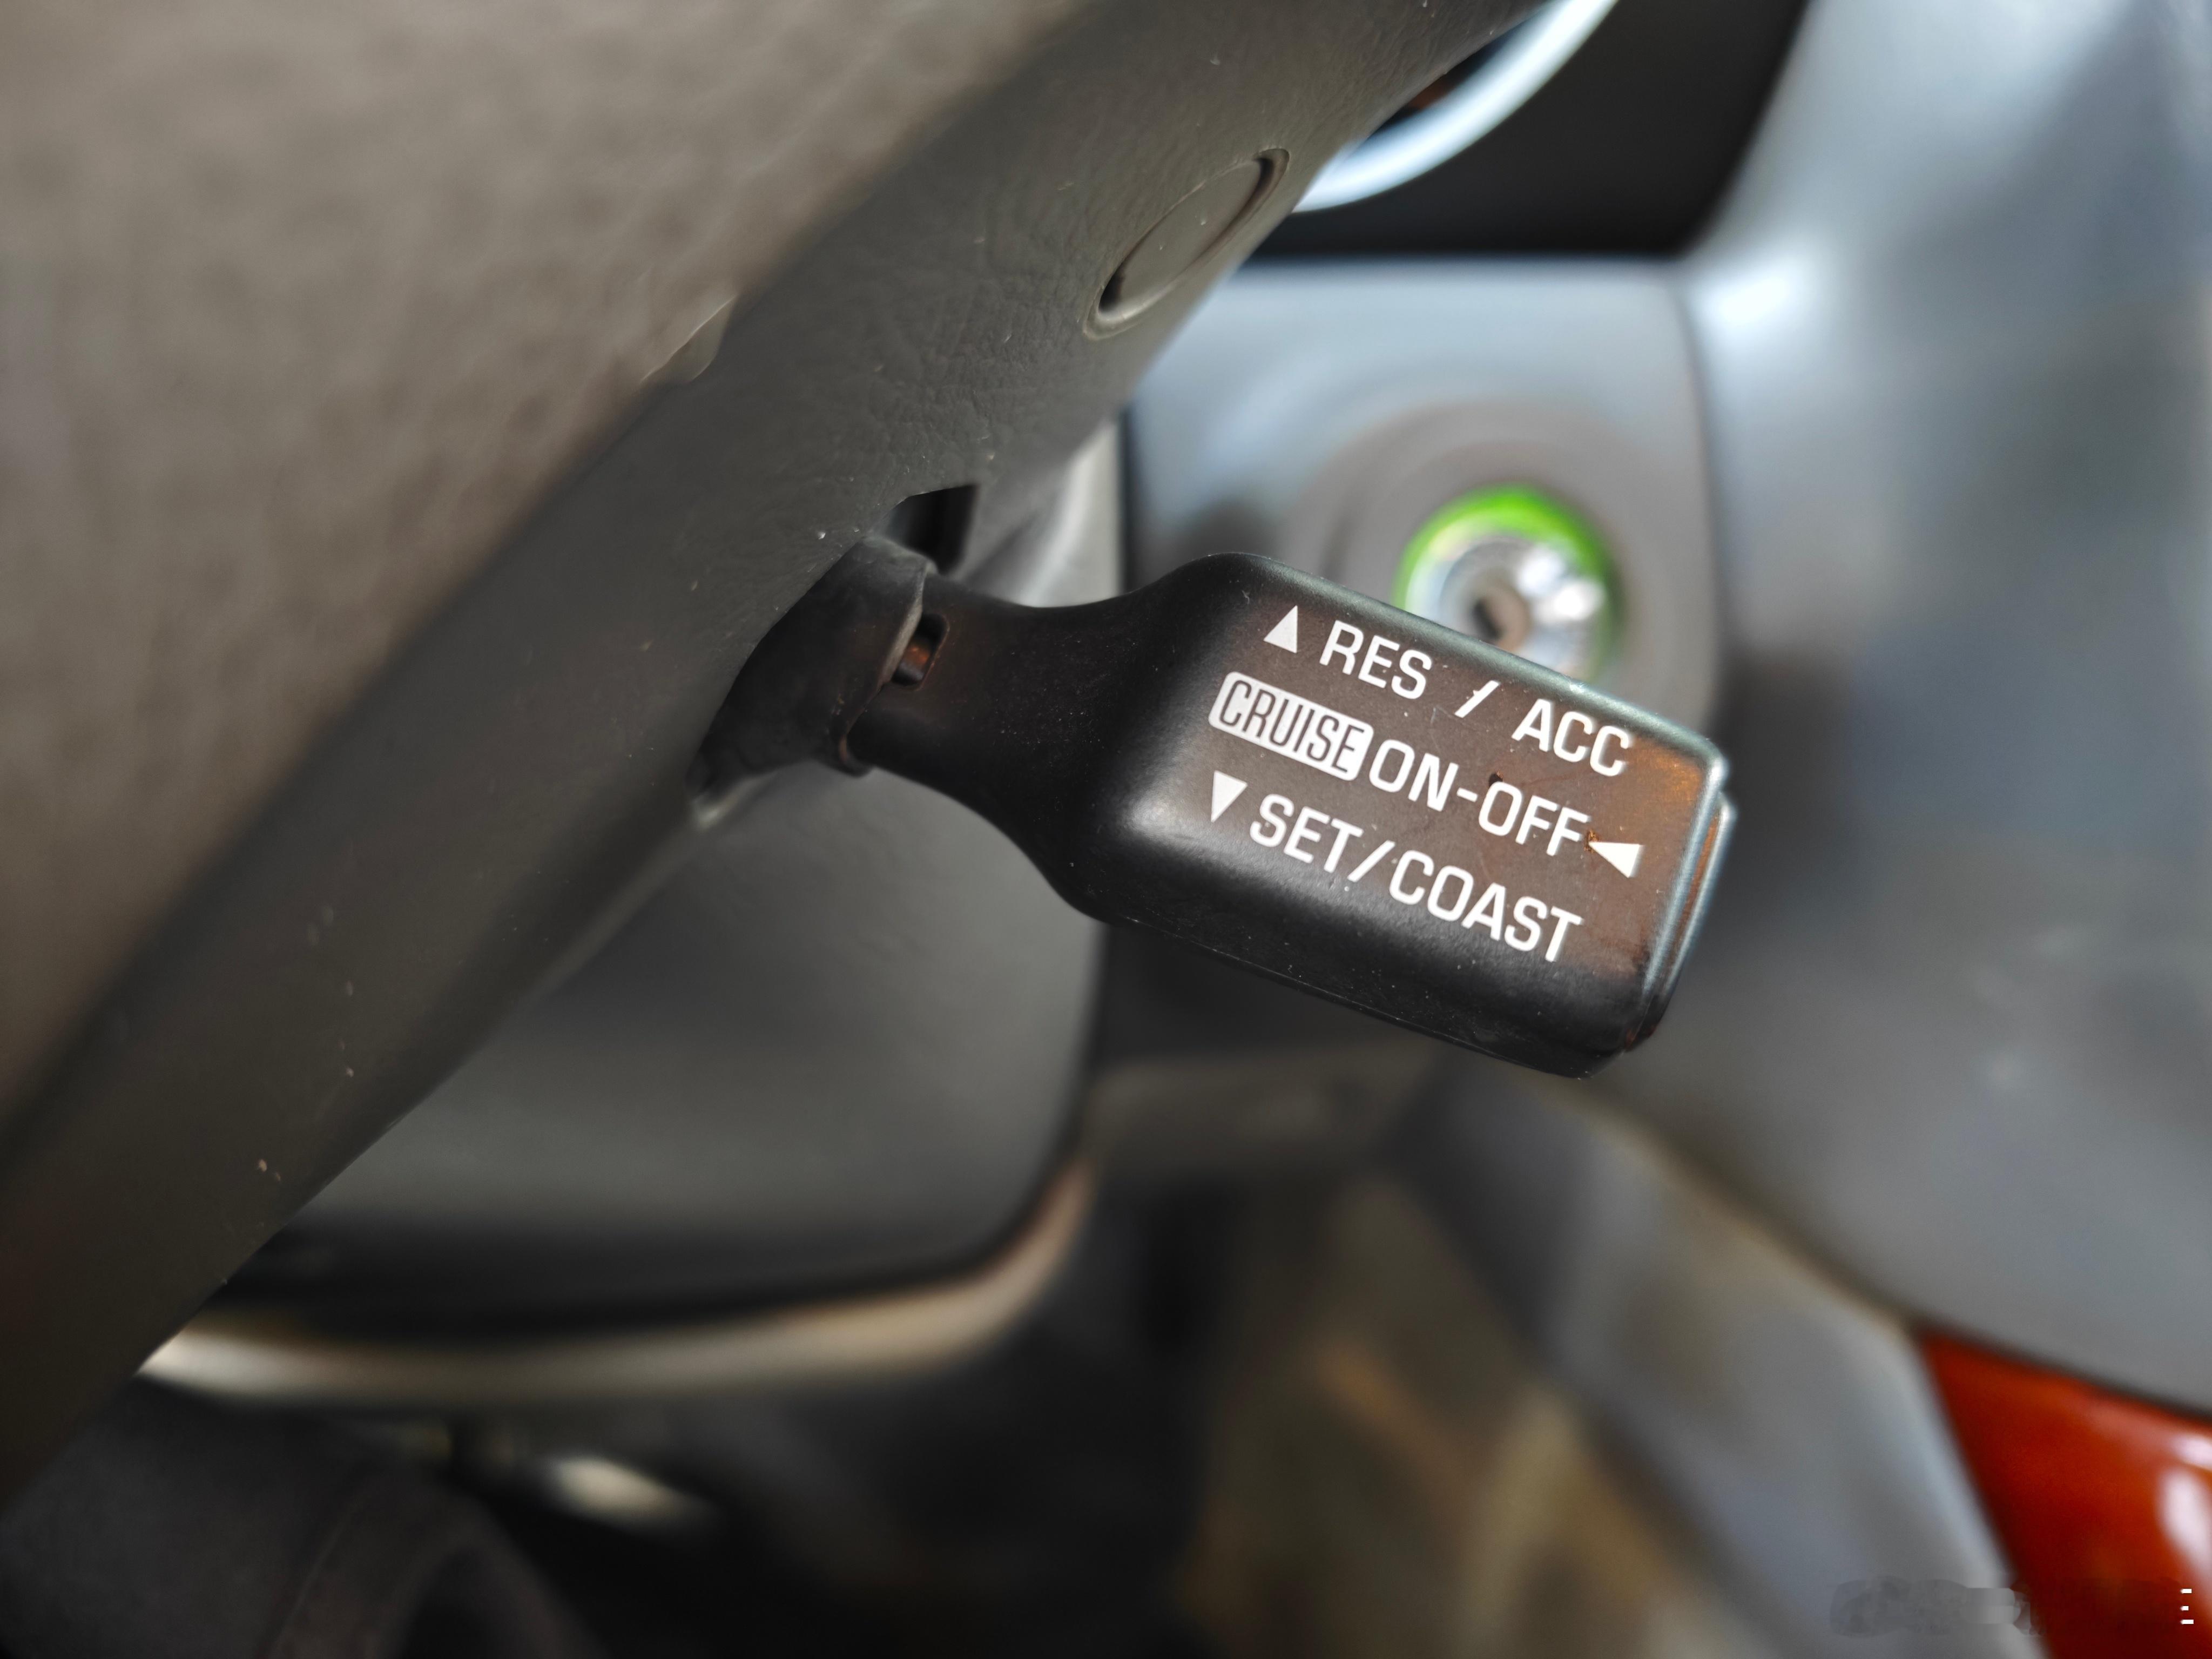 ▲ RES / ACC
CRUISE ON-OFF ◀
▼ SET/COAST